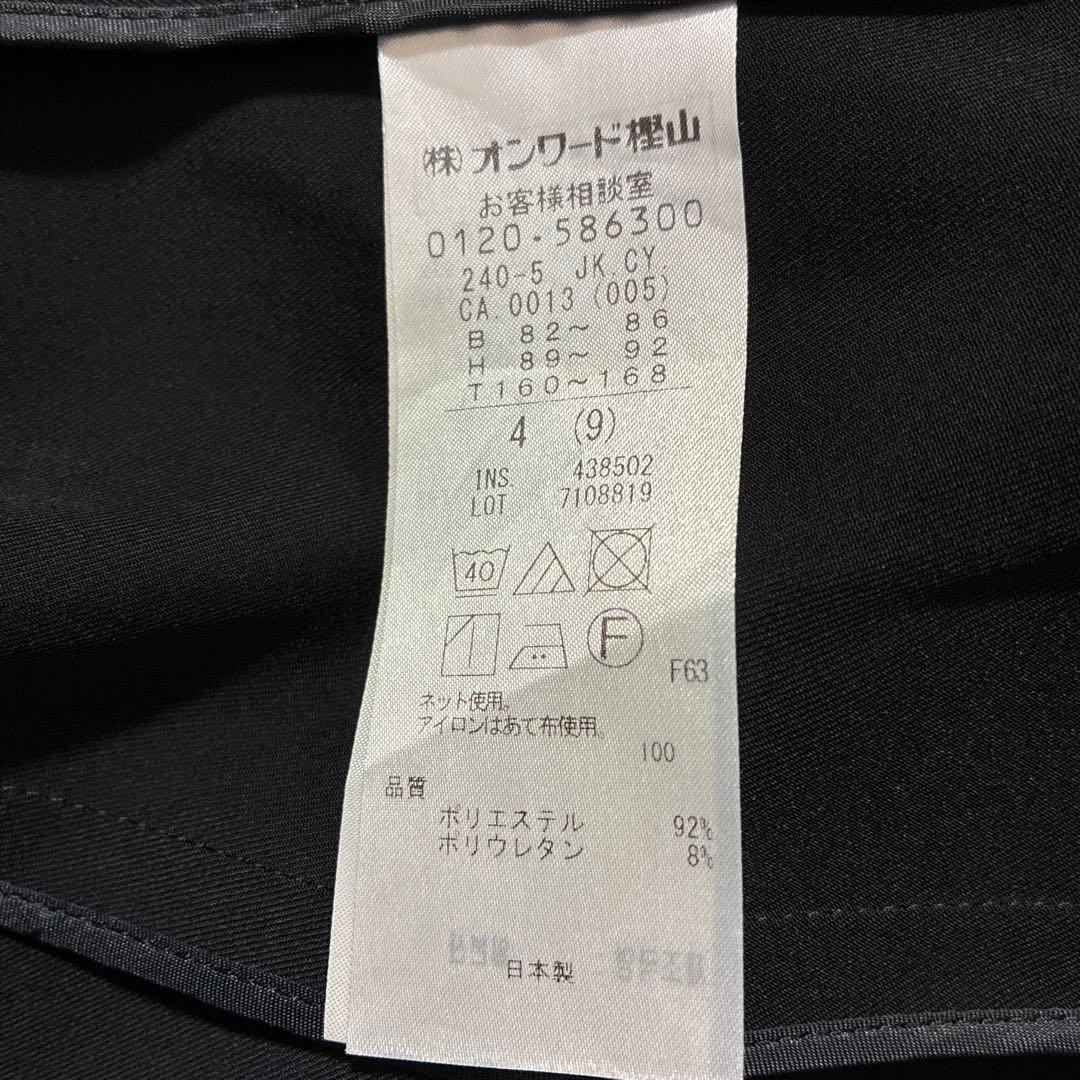 (株)オンワード樫山
お客様相談室
0120-586300
240-5 JK.CY.
CA.0013 (005)
B 82～ 86
H 89～ 92
T160～168
4 (9)
INS 438502
LOT 7108819
40
F
F63
ネット使用。
アイロンはあて布使用。
100
品質
ポリエステル 92%
ポリウレタン 8%
日本製